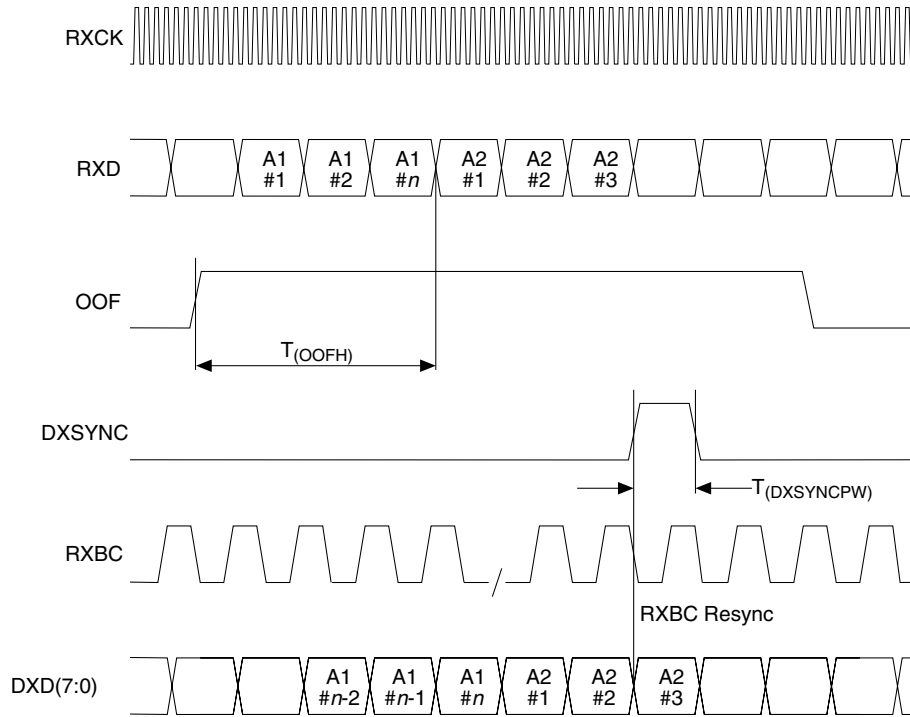 RXCK
RXD
A1 A1 A1 A2 A2 A2
#1 #2 #n #1 #2 #3
OOF
T(OOFH)
DXSYNC
T(DXSYNCPW)
RXBC
RXBC Resync
DXD(7:0)
A1 A1 A1 A2 A2 A2
#n-2 #n-1 #n #1 #2 #3